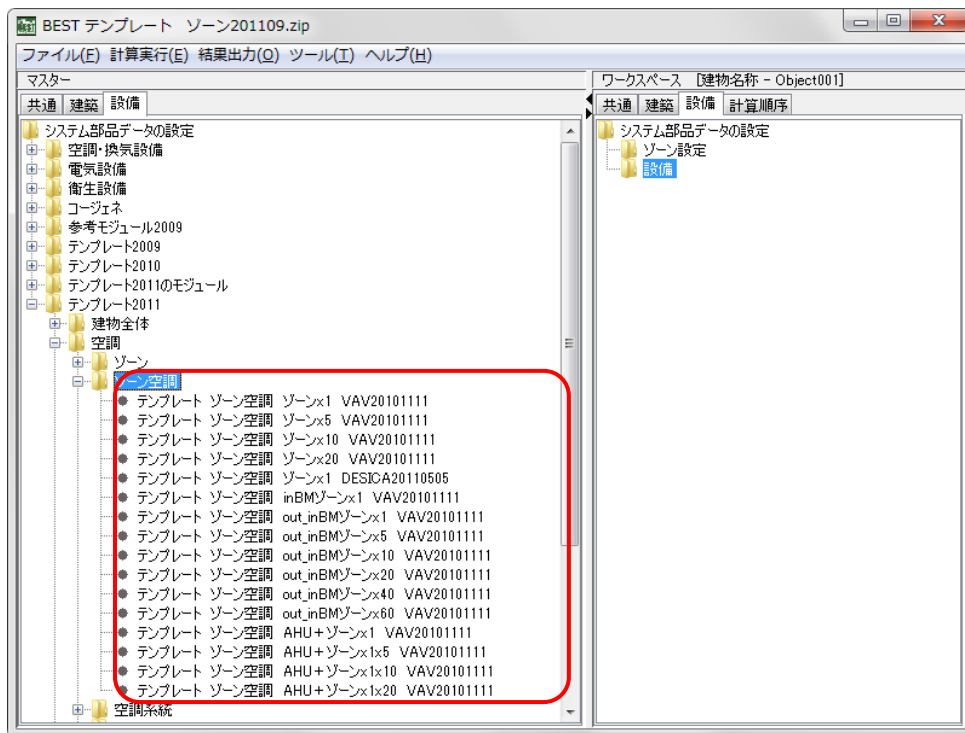 BEST テンプレート ゾーン201109.zip
ファイル(F) 計算実行(E) 結果出力(O) ツール(T) ヘルプ(H)
マスター
共通 建築 設備
システム部品データの設定
空調・換気設備
電気設備
衛生設備
コージェネ
参考モジュール2009
テンプレート2009
テンプレート2010
テンプレート2011のモジュール
テンプレート2011
建物全体
空調
ゾーン
ゾーン空調
テンプレート ゾーン空調 ゾーンx1 VAV20101111
テンプレート ゾーン空調 ゾーンx5 VAV20101111
テンプレート ゾーン空調 ゾーンx10 VAV20101111
テンプレート ゾーン空調 ゾーンx20 VAV20101111
テンプレート ゾーン空調 ゾーンx1 DESICA20110505
テンプレート ゾーン空調 inBMゾーンx1 VAV20101111
テンプレート ゾーン空調 out_inBMゾーンx1 VAV20101111
テンプレート ゾーン空調 out_inBMゾーンx5 VAV20101111
テンプレート ゾーン空調 out_inBMゾーンx10 VAV20101111
テンプレート ゾーン空調 out_inBMゾーンx20 VAV20101111
テンプレート ゾーン空調 out_inBMゾーンx40 VAV20101111
テンプレート ゾーン空調 out_inBMゾーンx60 VAV20101111
テンプレート ゾーン空調 AHU+ゾーンx1 VAV20101111
テンプレート ゾーン空調 AHU+ゾーンx1x5 VAV20101111
テンプレート ゾーン空調 AHU+ゾーンx1x10 VAV20101111
テンプレート ゾーン空調 AHU+ゾーンx1x20 VAV20101111
空調系統
ワークスペース [建物名称 - Object001]
共通 建築 設備 計算順序
システム部品データの設定
ゾーン設定
設備